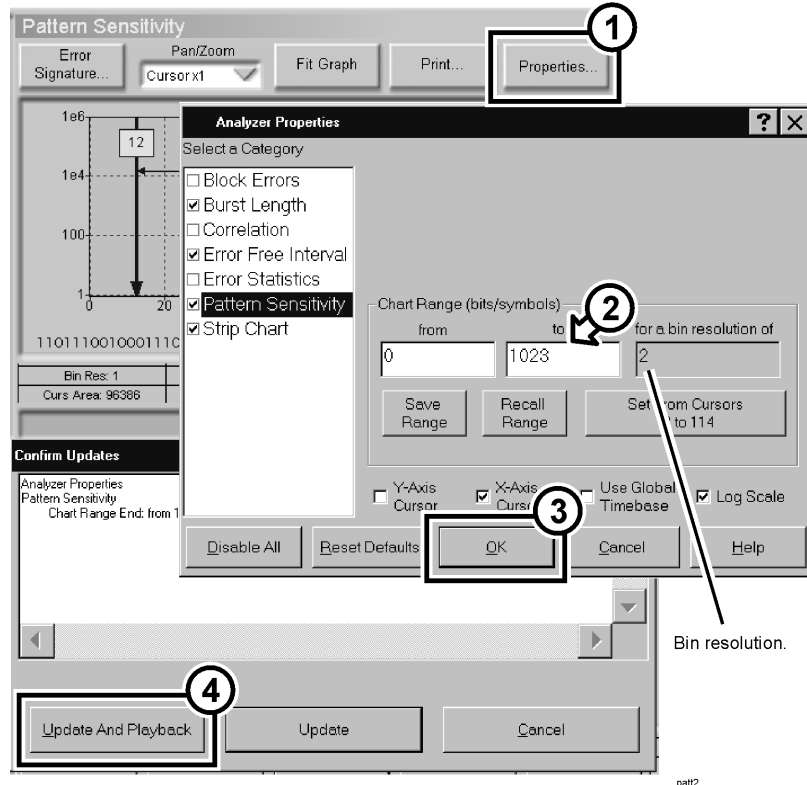 Pattern Sensitivity
1
Error Signature...
Pan/Zoom
Cursor x1
Fit Graph
Print...
Properties...
1e6
1e4
100
1
12
0
20
1101110010001110
Bin Res: 1
Curs Area: 96386
Analyzer Properties
? X
Select a Category
Block Errors
Burst Length
Correlation
Error Free Interval
Error Statistics
Pattern Sensitivity
Strip Chart
Chart Range (bits/symbols)
2
from
to
for a bin resolution of
0
1023
2
Save Range
Recall Range
Set from Cursors
to 114
Y-Axis Cursor
X-Axis
Use Global Timebase
Log Scale
3
Disable All
Reset Defaults
OK
Cancel
Help
Bin resolution.
Confirm Updates
Analyzer Properties
Pattern Sensitivity
Chart Range End: from 1
4
Update And Playback
Update
Cancel
patt2